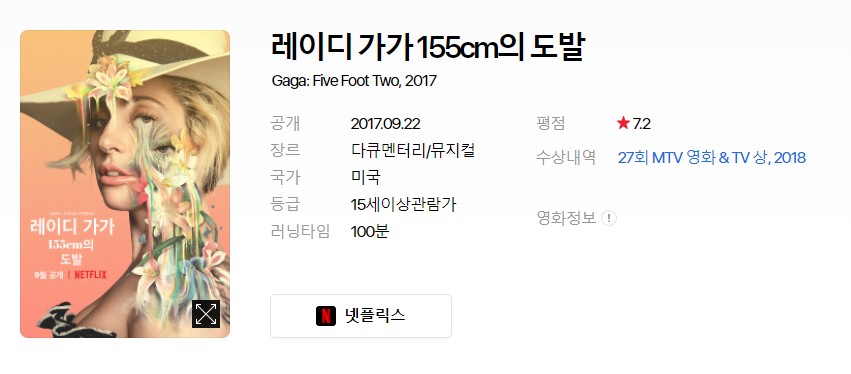 레이디 가가 155cm의 도발
Gaga: Five Foot Two, 2017
공개 2017.09.22
장르 다큐멘터리/뮤지컬
국가 미국
등급 15세이상관람가
러닝타임 100분
평점 ★7.2
수상내역 27회 MTV 영화 & TV 상, 2018
영화정보 !
넷플릭스
레이디 가가
155cm의
도발
9월 공개 | NETFLIX